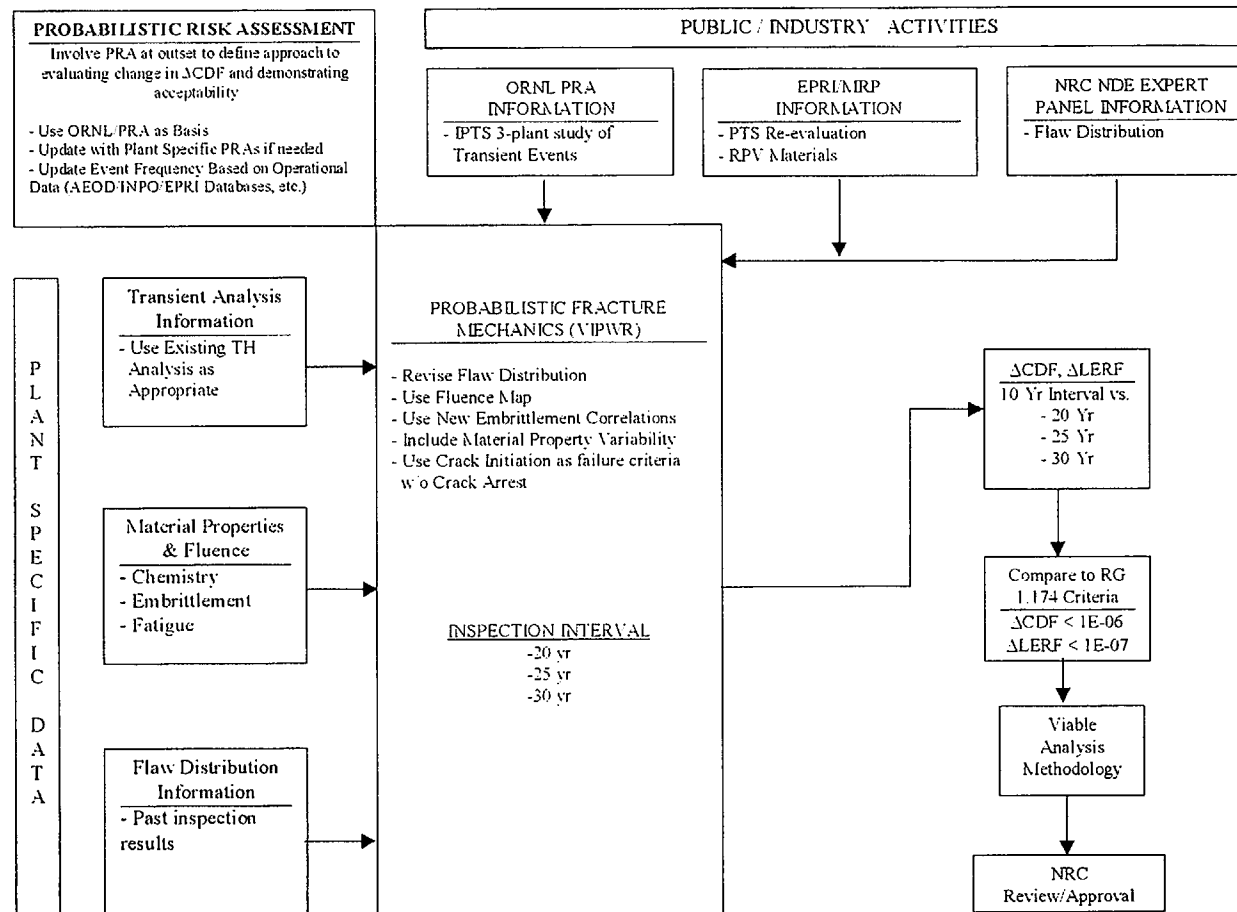 PROBABILISTIC RISK ASSESSMENT
Involve PRA at outset to define approach to
evaluating change in ΔCDF and demonstrating
acceptability
- Use ORNL/PRA as Basis
- Update with Plant Specific PRAs if needed
- Update Event Frequency Based on Operational
Data (AEOD/INPO/EPRI Databases, etc.)
PUBLIC / INDUSTRY ACTIVITIES
ORNL PRA
INFORMATION
- IPTS 3-plant study of
Transient Events
EPRI/MRP
INFORMATION
- PTS Re-evaluation
- RPV Materials
NRC NDE EXPERT
PANEL INFORMATION
- Flaw Distribution
PLANT SPECIFIC DATA
Transient Analysis
Information
- Use Existing TH
Analysis as
Appropriate
Material Properties
& Fluence
- Chemistry
- Embrittlement
- Fatigue
Flaw Distribution
Information
- Past inspection
results
PROBABILISTIC FRACTURE
MECHANICS (VIPWR)
- Revise Flaw Distribution
- Use Fluence Map
- Use New Embrittlement Correlations
- Include Material Property Variability
- Use Crack Initiation as failure criteria
w/o Crack Arrest
INSPECTION INTERVAL
-20 yr
-25 yr
-30 yr
ΔCDF, ΔLERF
10 Yr Interval vs.
- 20 Yr
- 25 Yr
- 30 Yr
Compare to RG
1.174 Criteria
ΔCDF < 1E-06
ΔLERF < 1E-07
Viable
Analysis
Methodology
NRC
Review/Approval